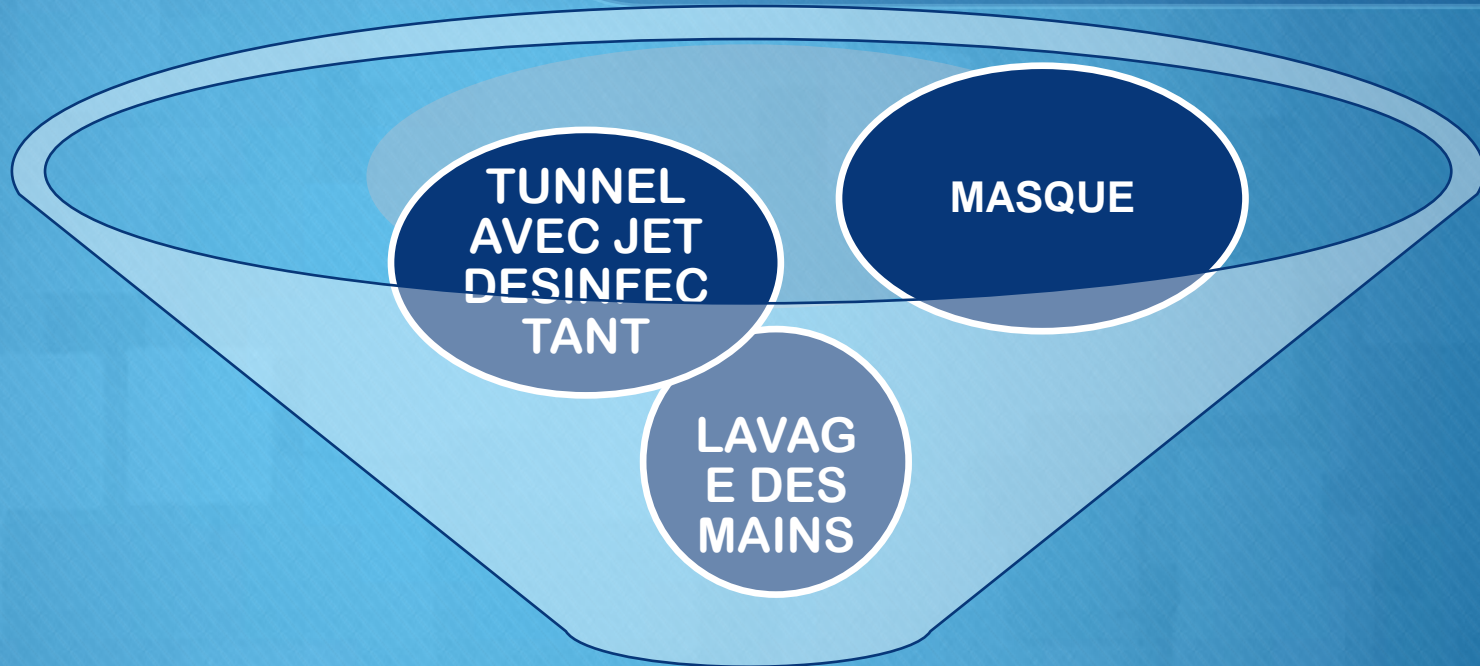 TUNNEL
AVEC JET
DESINFEC
TANT
MASQUE
LAVAG
E DES
MAINS